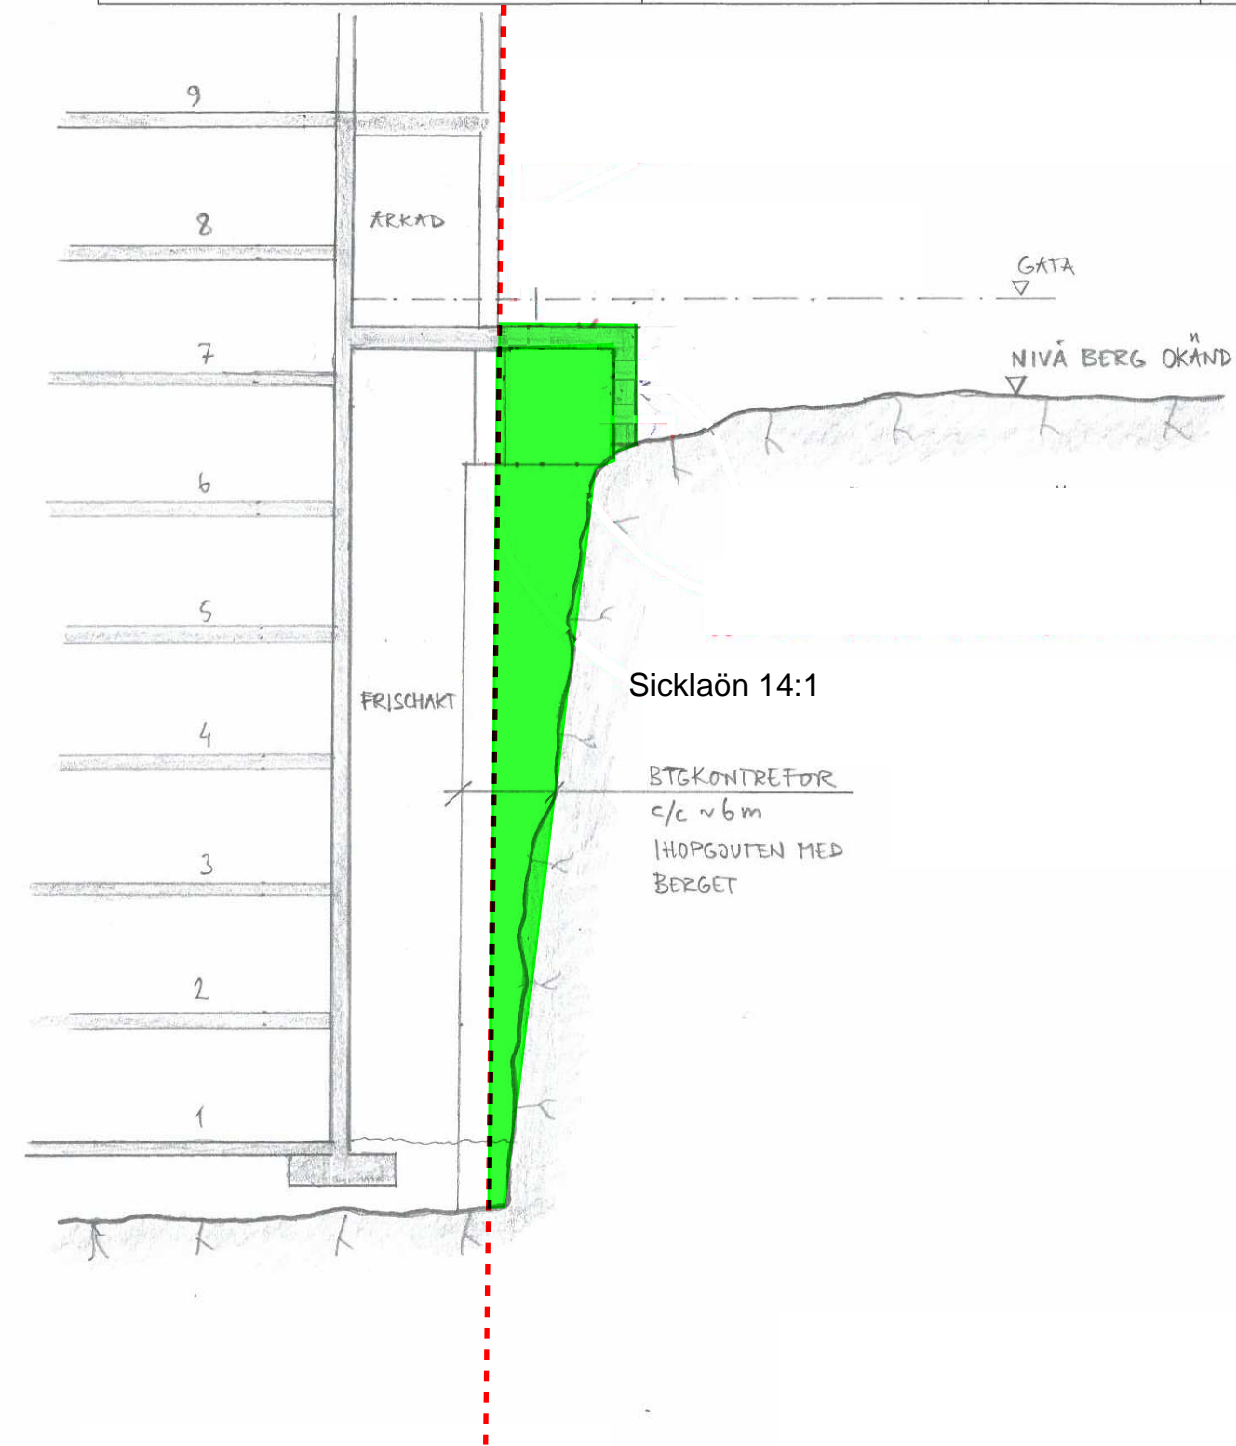 9
8
ARKAD
GATA
7
NIVÅ BERG OKÄND
6
5
Sicklaön 14:1
FRISCHAKT
4
BTGKONTREFOR
c/c ~6m
IHOPGJUTEN MED
BERGET
3
2
1